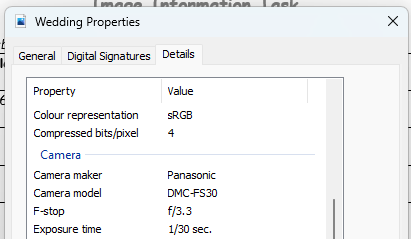 Image Information Task
Wedding Properties
General Digital Signatures Details
Property Value
Colour representation sRGB
Compressed bits/pixel 4
Camera
Camera maker Panasonic
Camera model DMC-FS30
F-stop f/3.3
Exposure time 1/30 sec.